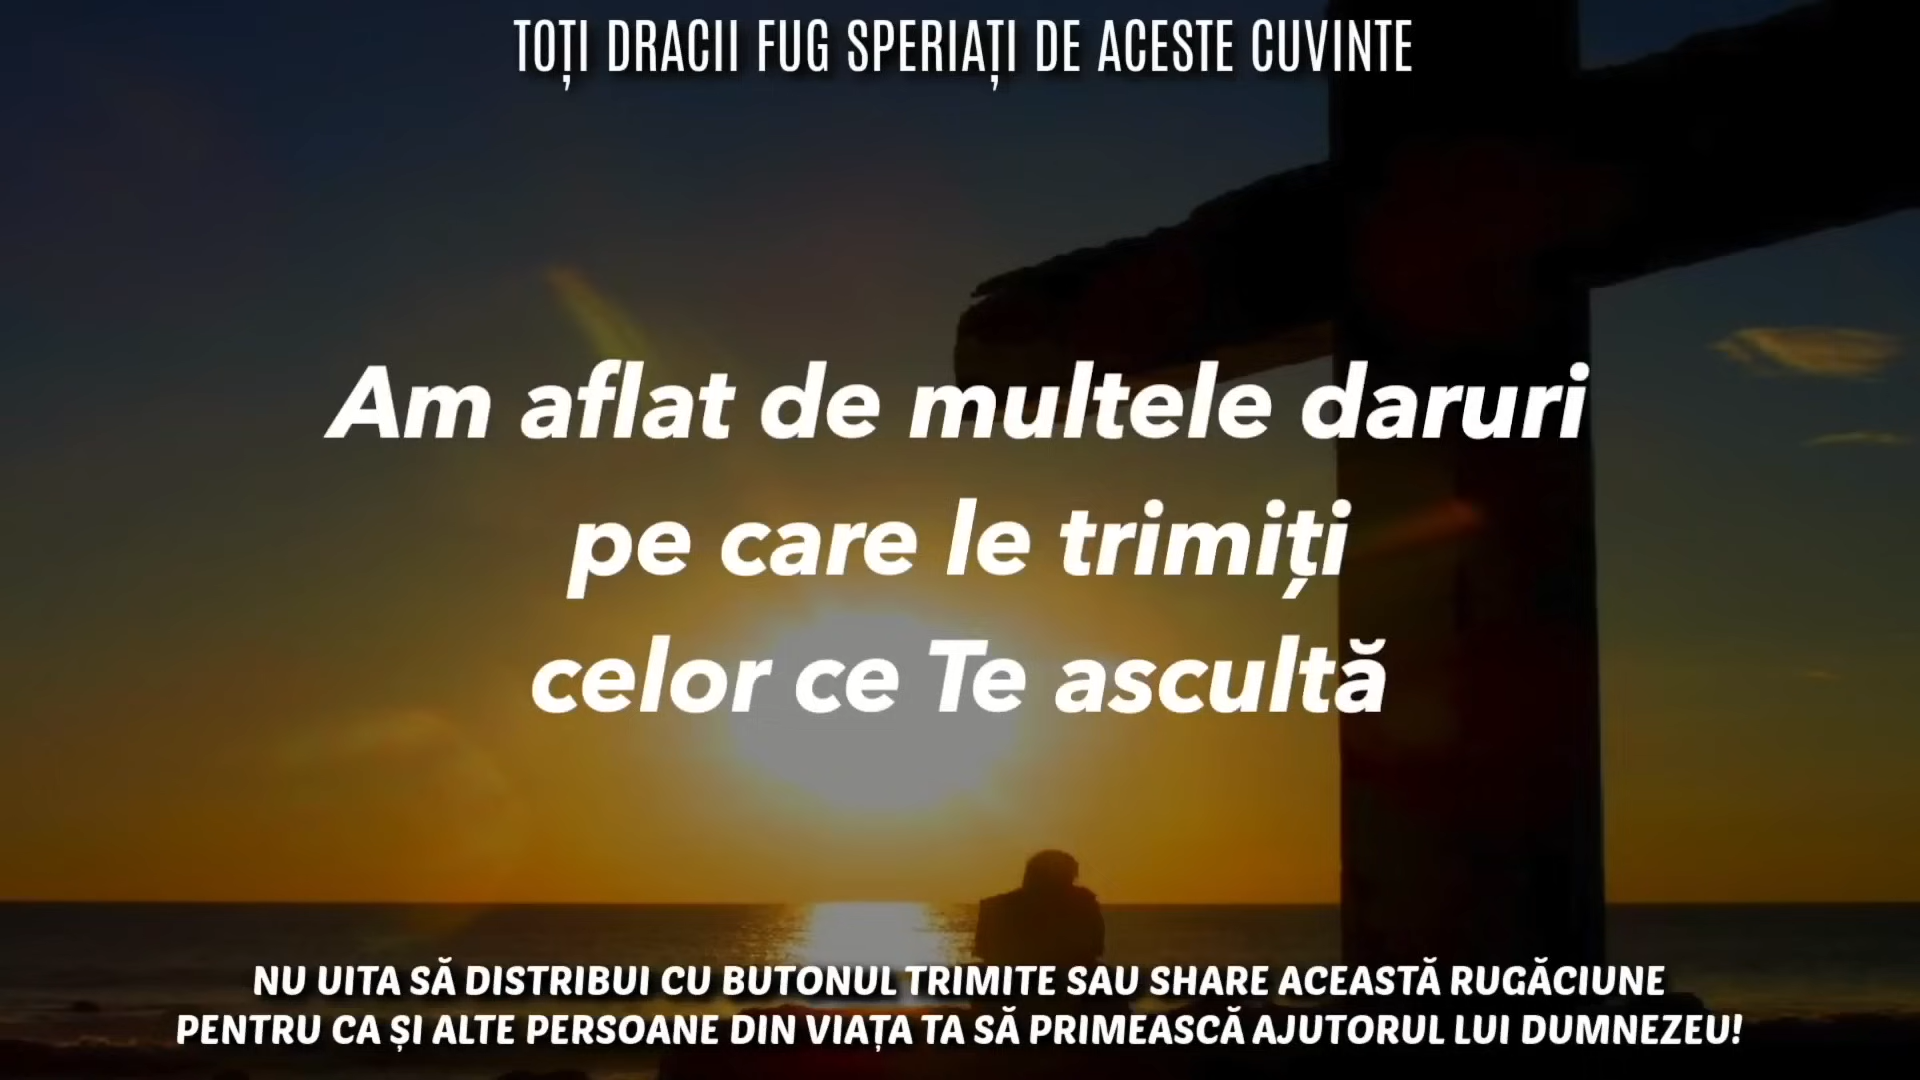 TOȚI DRACII FUG SPERIAȚI DE ACESTE CUVINTE
Am aflat de multele daruri
pe care le trimiți
celor ce Te ascultă
NU UITA SĂ DISTRIBUI CU BUTONUL TRIMITE SAU SHARE ACEASTĂ RUGĂCIUNE
PENTRU CA ȘI ALTE PERSOANE DIN VIAȚA TA SĂ PRIMEASCĂ AJUTORUL LUI DUMNEZEU!